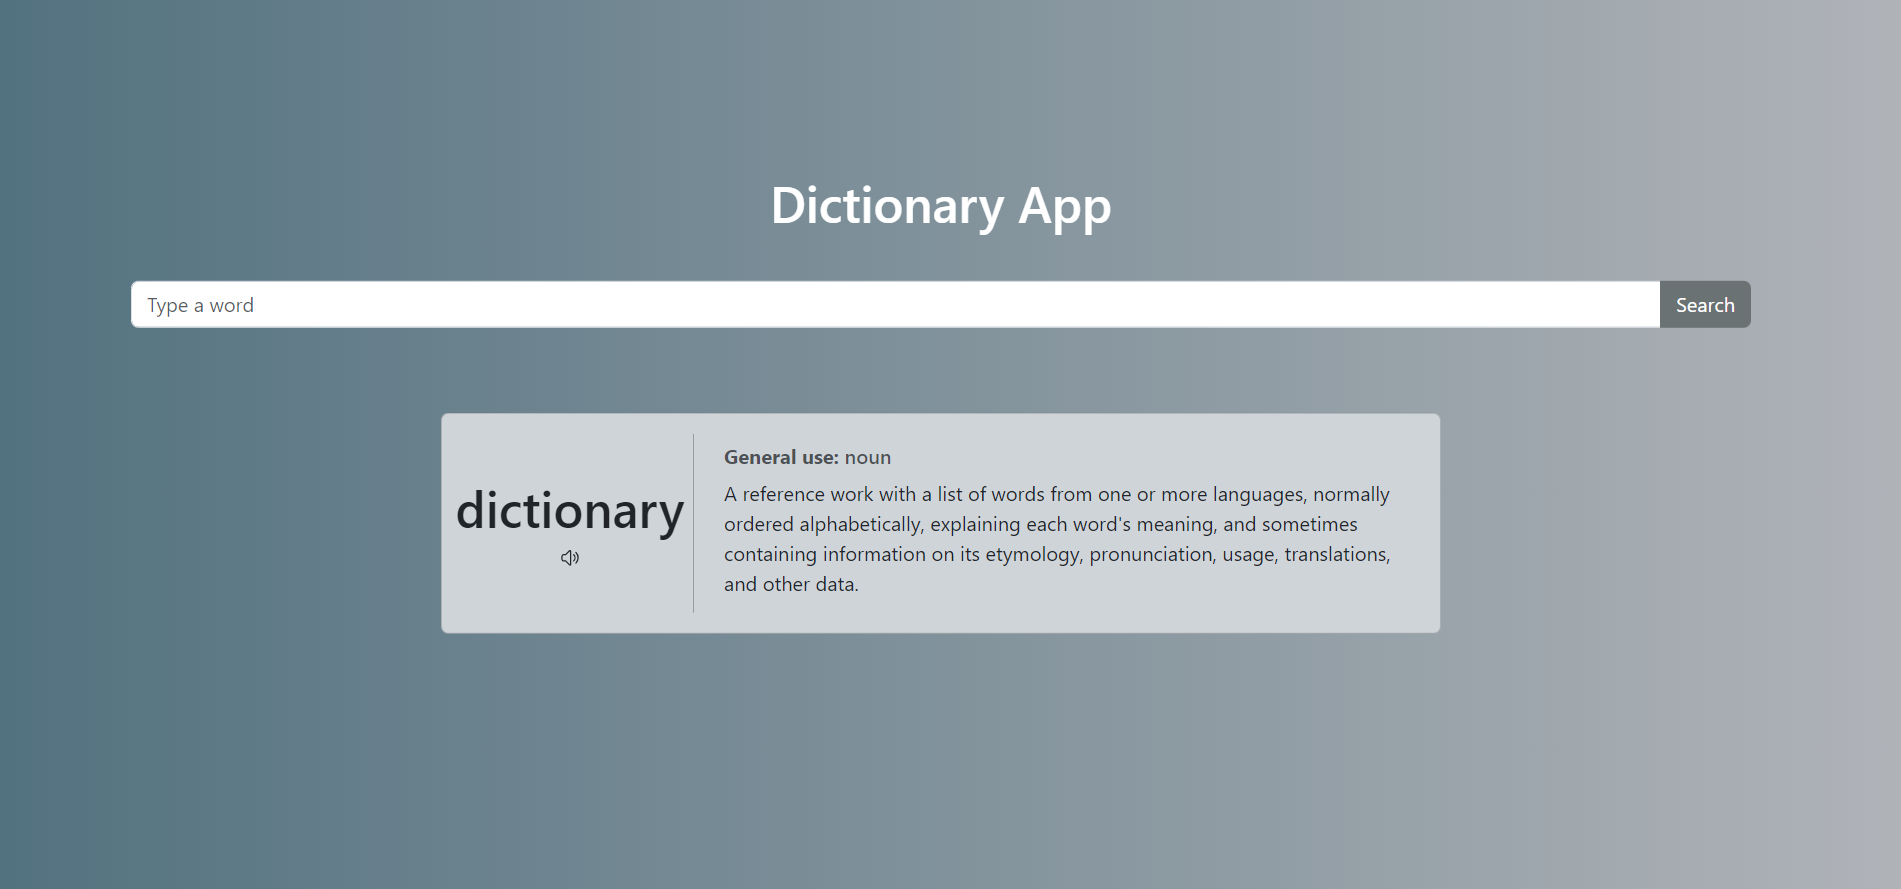 Dictionary App
Type a word
Search
dictionary
General use: noun
A reference work with a list of words from one or more languages, normally
ordered alphabetically, explaining each word's meaning, and sometimes
containing information on its etymology, pronunciation, usage, translations,
and other data.